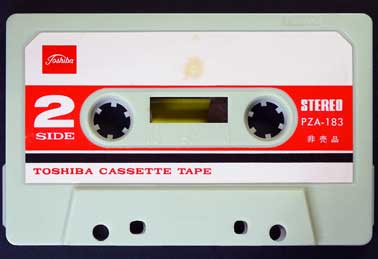 Toshiba
2
SIDE
STEREO
PZA-183
非売品
TOSHIBA CASSETTE TAPE